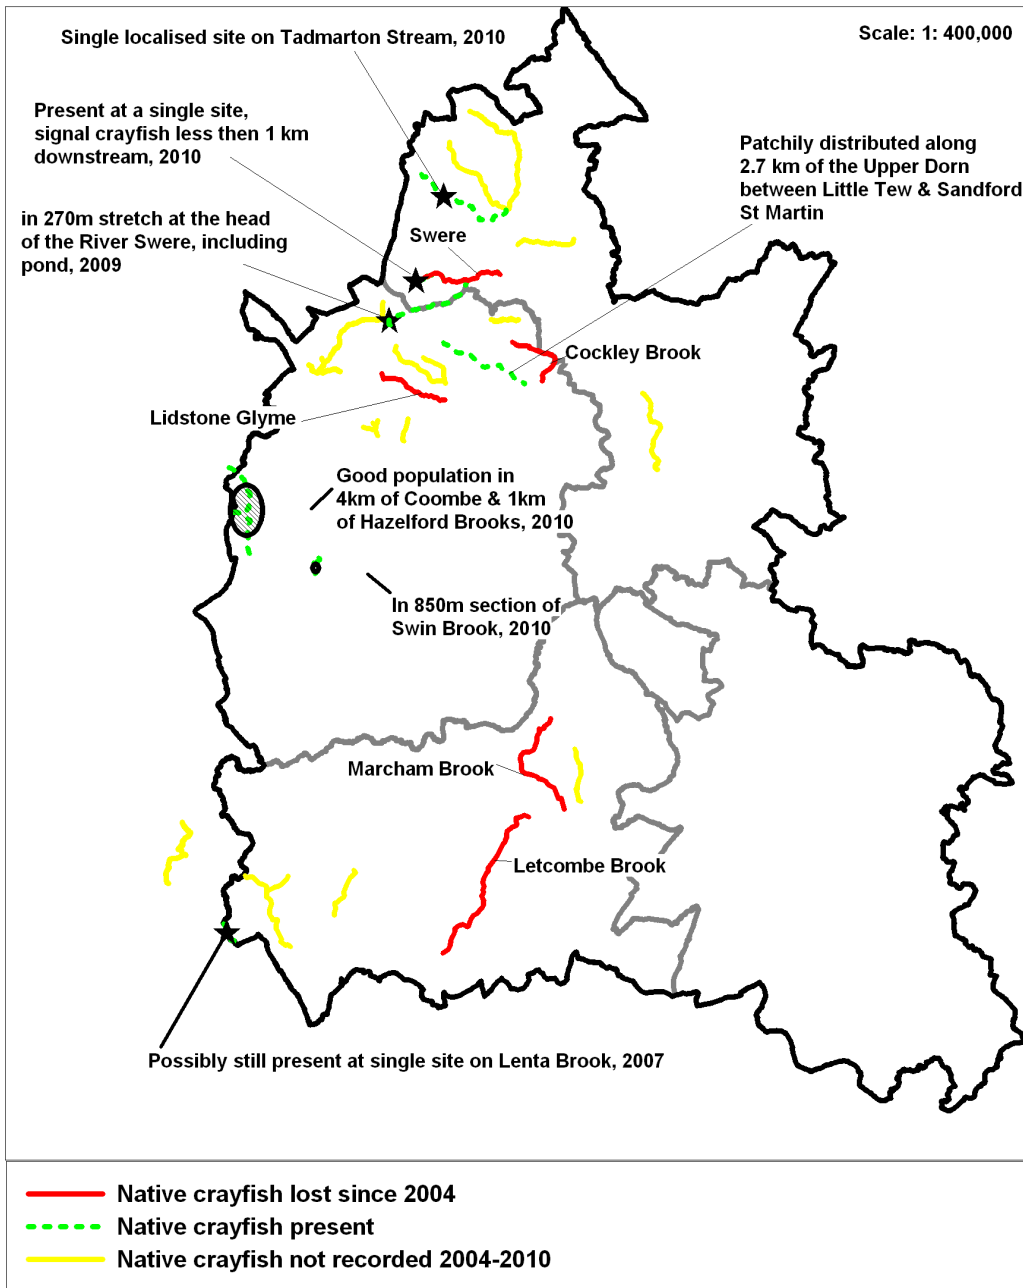 Single localised site on Tadmarton Stream, 2010
Scale: 1: 400,000
Present at a single site,
signal crayfish less then 1 km
downstream, 2010
Patchily distributed along
2.7 km of the Upper Dorn
between Little Tew & Sandford
St Martin
in 270m stretch at the head
of the River Swere, including
pond, 2009
Swere
Cockley Brook
Lidstone Glyme
Good population in
4km of Coombe & 1km
of Hazelford Brooks, 2010
In 850m section of
Swin Brook, 2010
Marcham Brook
Letcombe Brook
Possibly still present at single site on Lenta Brook, 2007
Native crayfish lost since 2004
Native crayfish present
Native crayfish not recorded 2004-2010